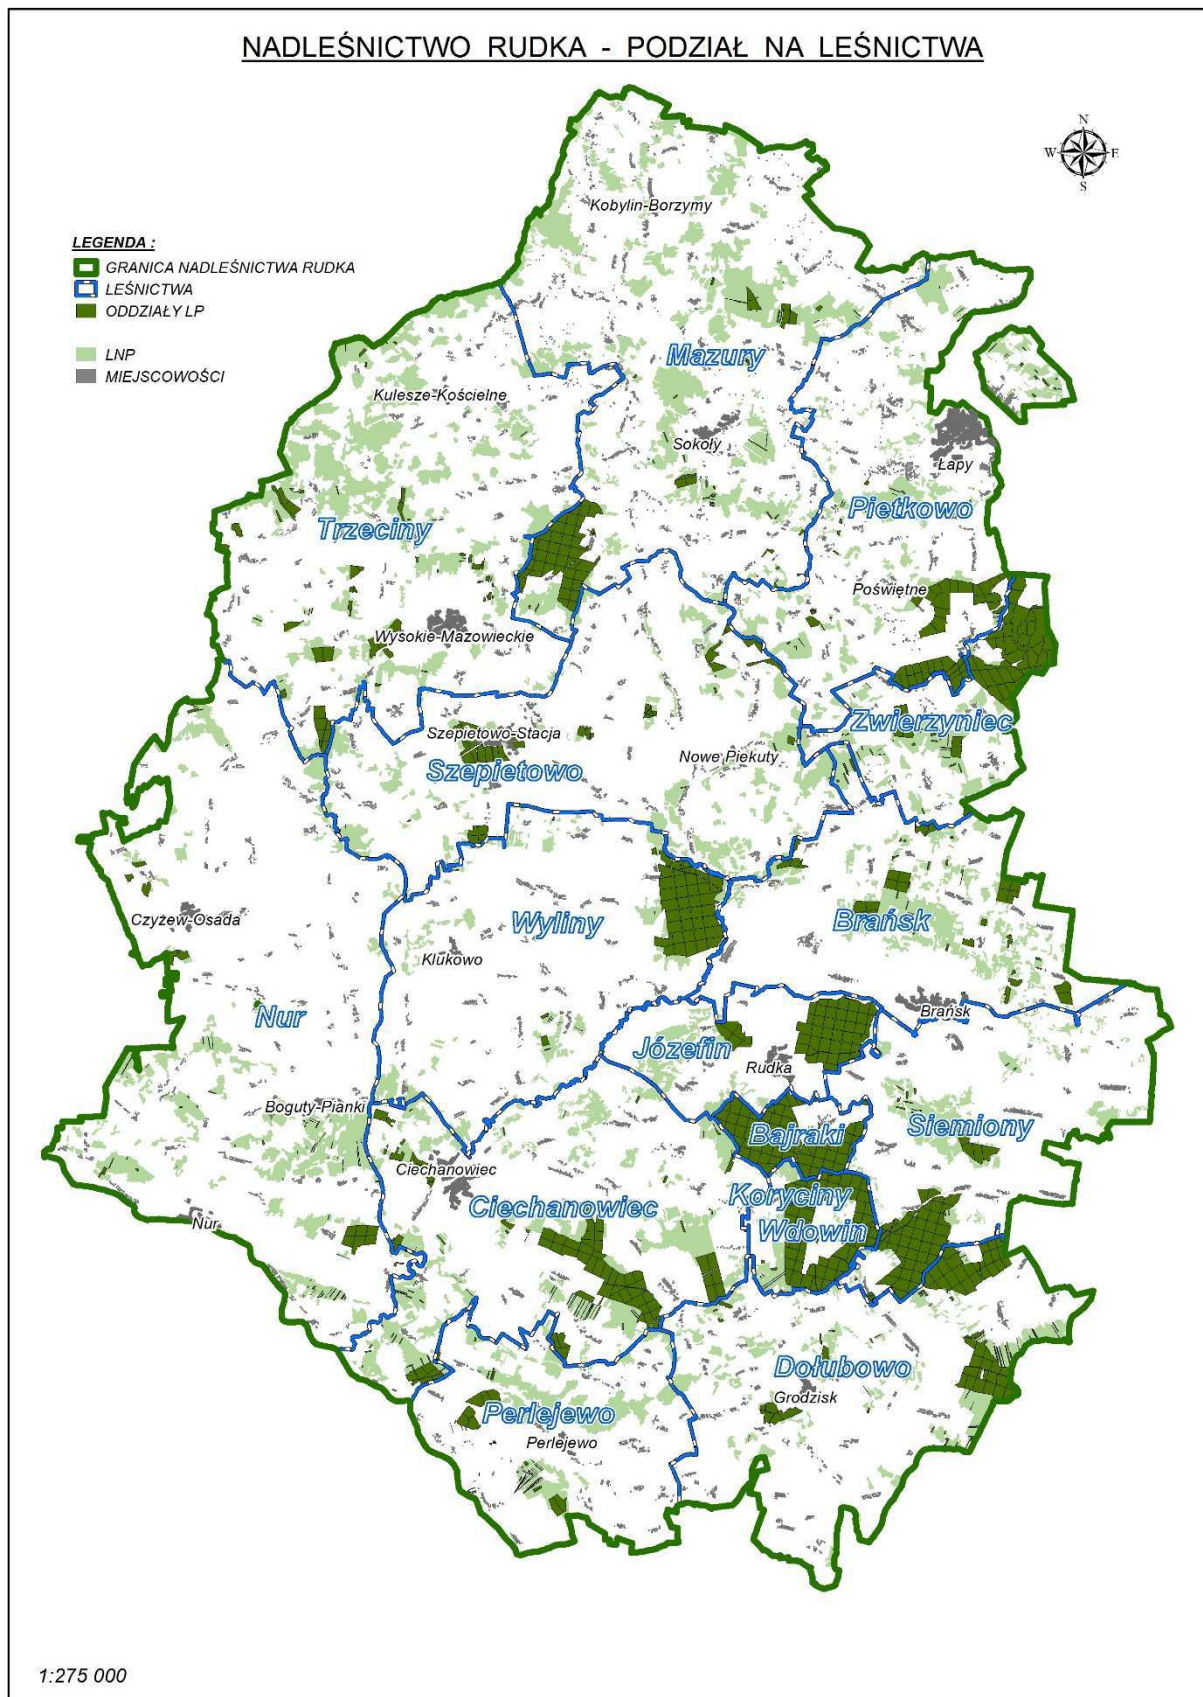 NADLEŚNICTWO RUDKA - PODZIAŁ NA LEŚNICTWA
N
W E
S
LEGENDA :
GRANICA NADLEŚNICTWA RUDKA
LEŚNICTWA
ODDZIAŁY LP
LNP
MIEJSCOWOŚCI
Kobylin-Borzymy
Mazury
Kulesze-Kościelne
Sokoły
Łapy
Pietkowo
Trzeciny
Poświętne
Wysokie-Mazowieckie
Zwierzyniec
Szepietowo-Stacja
Nowe Piekuty
Szepietowo
Czyżew-Osada
Wyliny
Brańsk
Klukowo
Nur
Brańsk
Józefin
Rudka
Boguty-Pianki
Bajraki
Siemiony
Ciechanowiec
Koryciny
Ciechanowiec
Nur
Wdowin
Dołubowo
Grodzisk
Perlejewo
Perlejewo
1:275 000